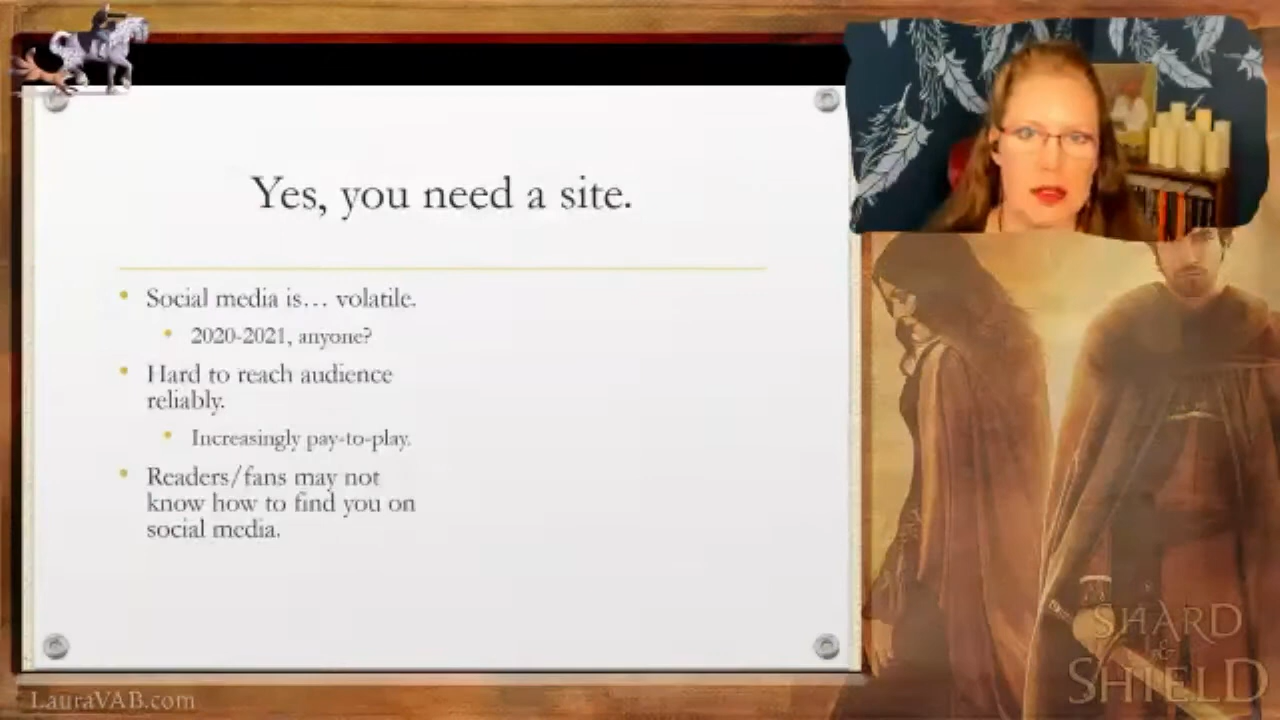 Yes, you need a site.
• Social media is… volatile.
• 2020-2021, anyone?
• Hard to reach audience
reliably.
• Increasingly pay-to-play.
• Readers/fans may not
know how to find you on
social media.
SHARD
&
SHIELD
LauraVAB.com